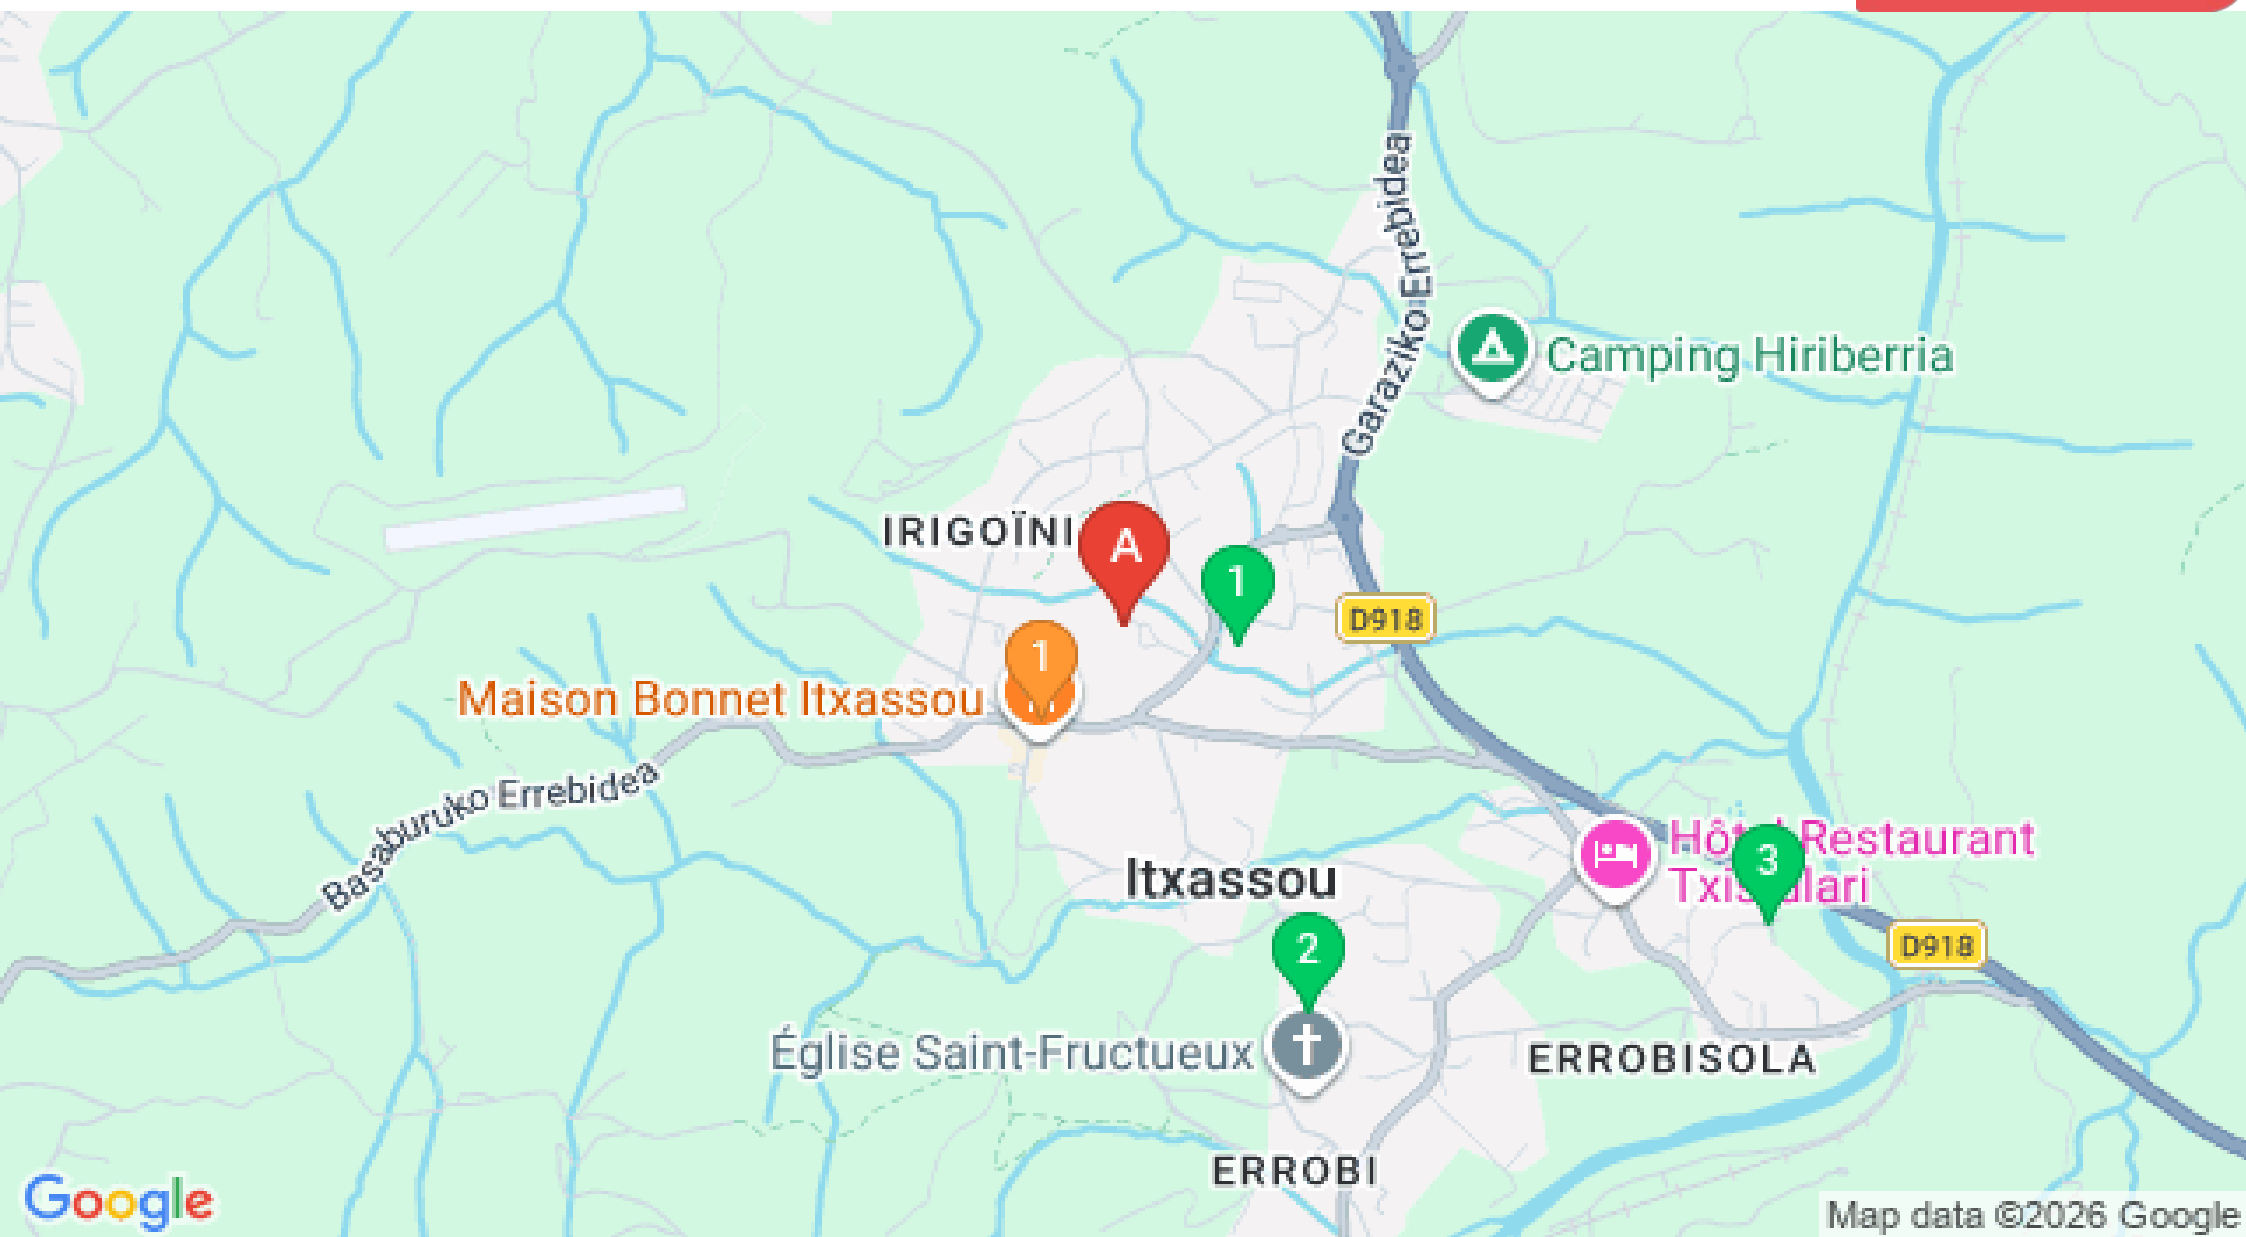 Garaziko Errebidea
Camping Hiriberria
IRIGOÏNI
A
1
D918
1
Maison Bonnet Itxassou
Basaburuko Errebidea
Hôtel Restaurant
3
Itxassou
2
D918
Église Saint-Fructueux
ERROBISOLA
ERROBI
Google
Map data ©2026 Google